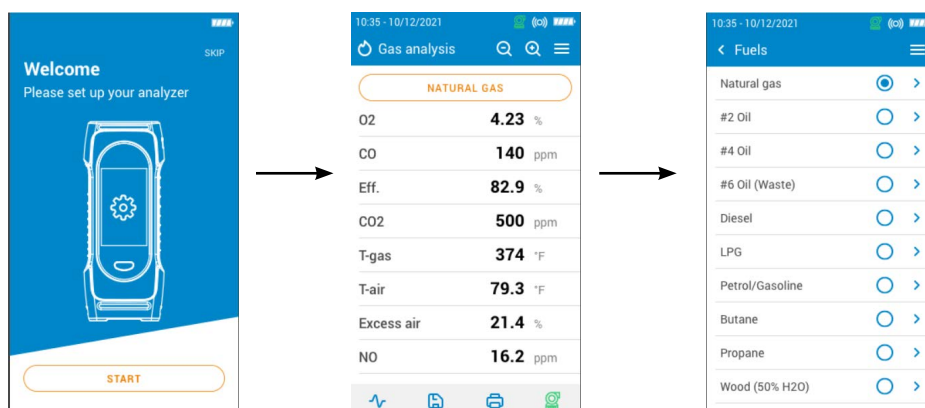 SKIP
Welcome
Please set up your analyzer
START
10:35 - 10/12/2021
Gas analysis
NATURAL GAS
O2 4.23 %
CO 140 ppm
Eff. 82.9 %
CO2 500 ppm
T-gas 374 °F
T-air 79.3 °F
Excess air 21.4 %
NO 16.2 ppm
10:35 - 10/12/2021
Fuels
Natural gas
#2 Oil
#4 Oil
#6 Oil (Waste)
Diesel
LPG
Petrol/Gasoline
Butane
Propane
Wood (50% H2O)